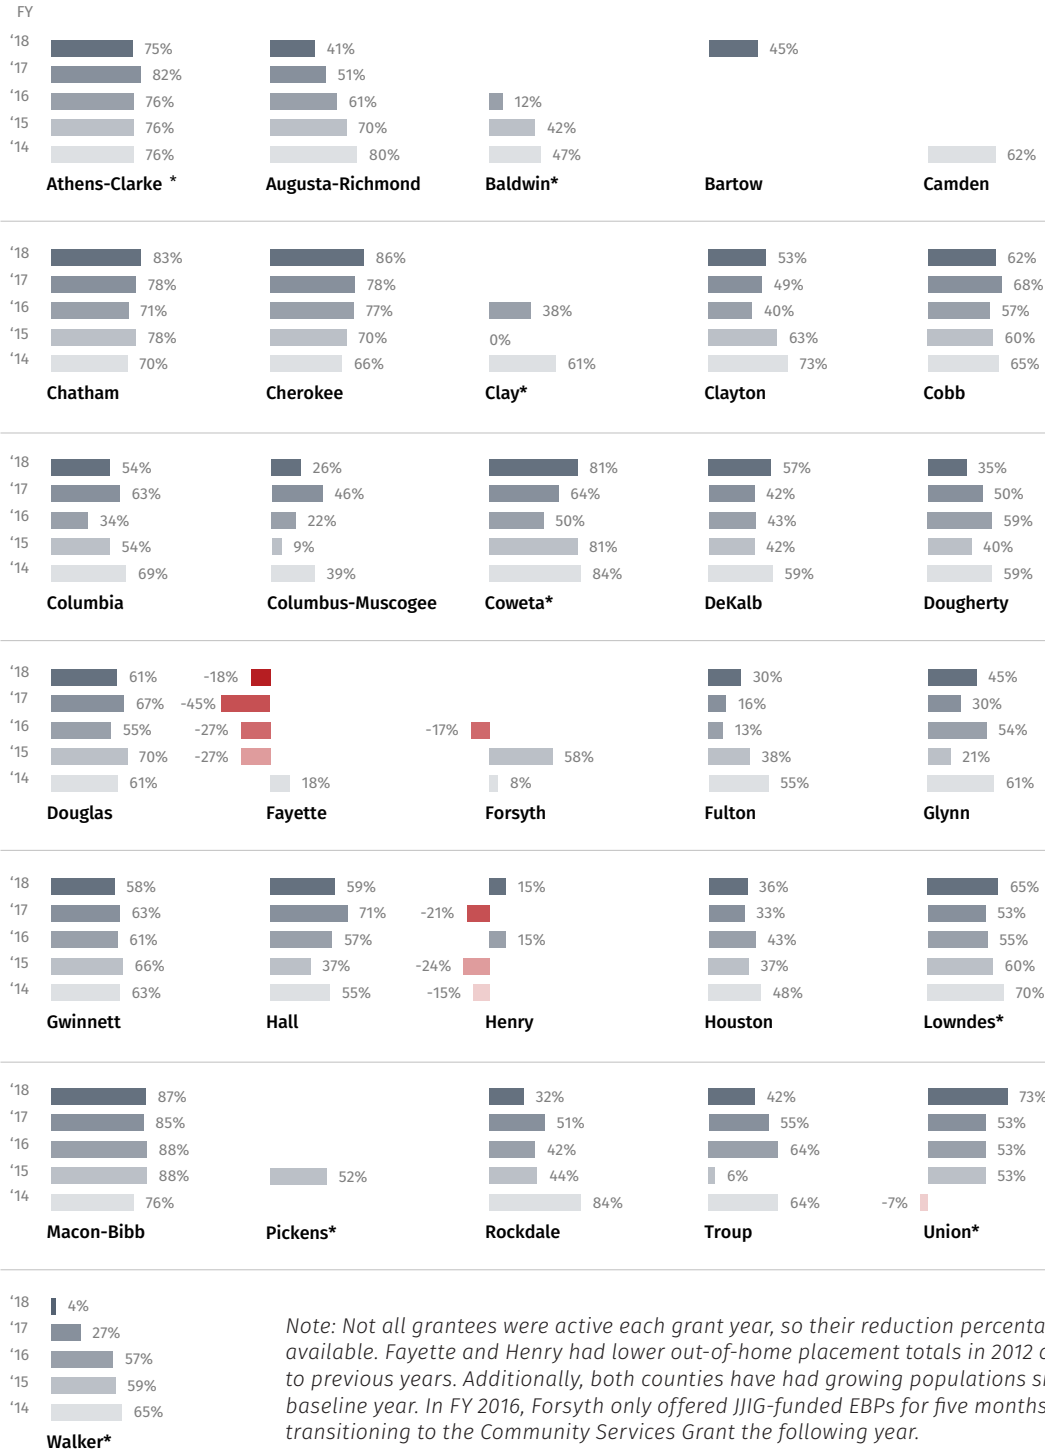 FY
‘18 75% 41% 45%
‘17 82% 51%
‘16 76% 61% 12%
‘15 76% 70% 42%
‘14 76% 80% 47% 62%
Athens-Clarke * Augusta-Richmond Baldwin* Bartow Camden
‘18 83% 86% 53% 62%
‘17 78% 78% 49% 68%
‘16 71% 77% 38% 40% 57%
‘15 78% 70% 0% 63% 60%
‘14 70% 66% 61% 73% 65%
Chatham Cherokee Clay* Clayton Cobb
‘18 54% 26% 81% 57% 35%
‘17 63% 46% 64% 42% 50%
‘16 34% 22% 50% 43% 59%
‘15 54% 9% 81% 42% 40%
‘14 69% 39% 84% 59% 59%
Columbia Columbus-Muscogee Coweta* DeKalb Dougherty
‘18 61% -18% 30% 45%
‘17 67% -45% 16% 30%
‘16 55% -27% -17% 13% 54%
‘15 70% -27% 58% 38% 21%
‘14 61% 18% 8% 55% 61%
Douglas Fayette Forsyth Fulton Glynn
‘18 58% 59% 15% 36% 65%
‘17 63% 71% -21% 33% 53%
‘16 61% 57% 15% 43% 55%
‘15 66% 37% -24% 37% 60%
‘14 63% 55% -15% 48% 70%
Gwinnett Hall Henry Houston Lowndes*
‘18 87% 32% 42% 73%
‘17 85% 51% 55% 53%
‘16 88% 42% 64% 53%
‘15 88% 52% 44% 6% 53%
‘14 76% 84% 64% -7%
Macon-Bibb Pickens* Rockdale Troup Union*
‘18 4%
‘17 27%
‘16 57%
‘15 59%
‘14 65%
Walker*
Note: Not all grantees were active each grant year, so their reduction
available. Fayette and Henry had lower out-of-home placement totals in 2012
to previous years. Additionally, both counties have had growing populations
baseline year. In FY 2016, Forsyth only offered JJIG-funded EBPs for five months
transitioning to the Community Services Grant the following year.